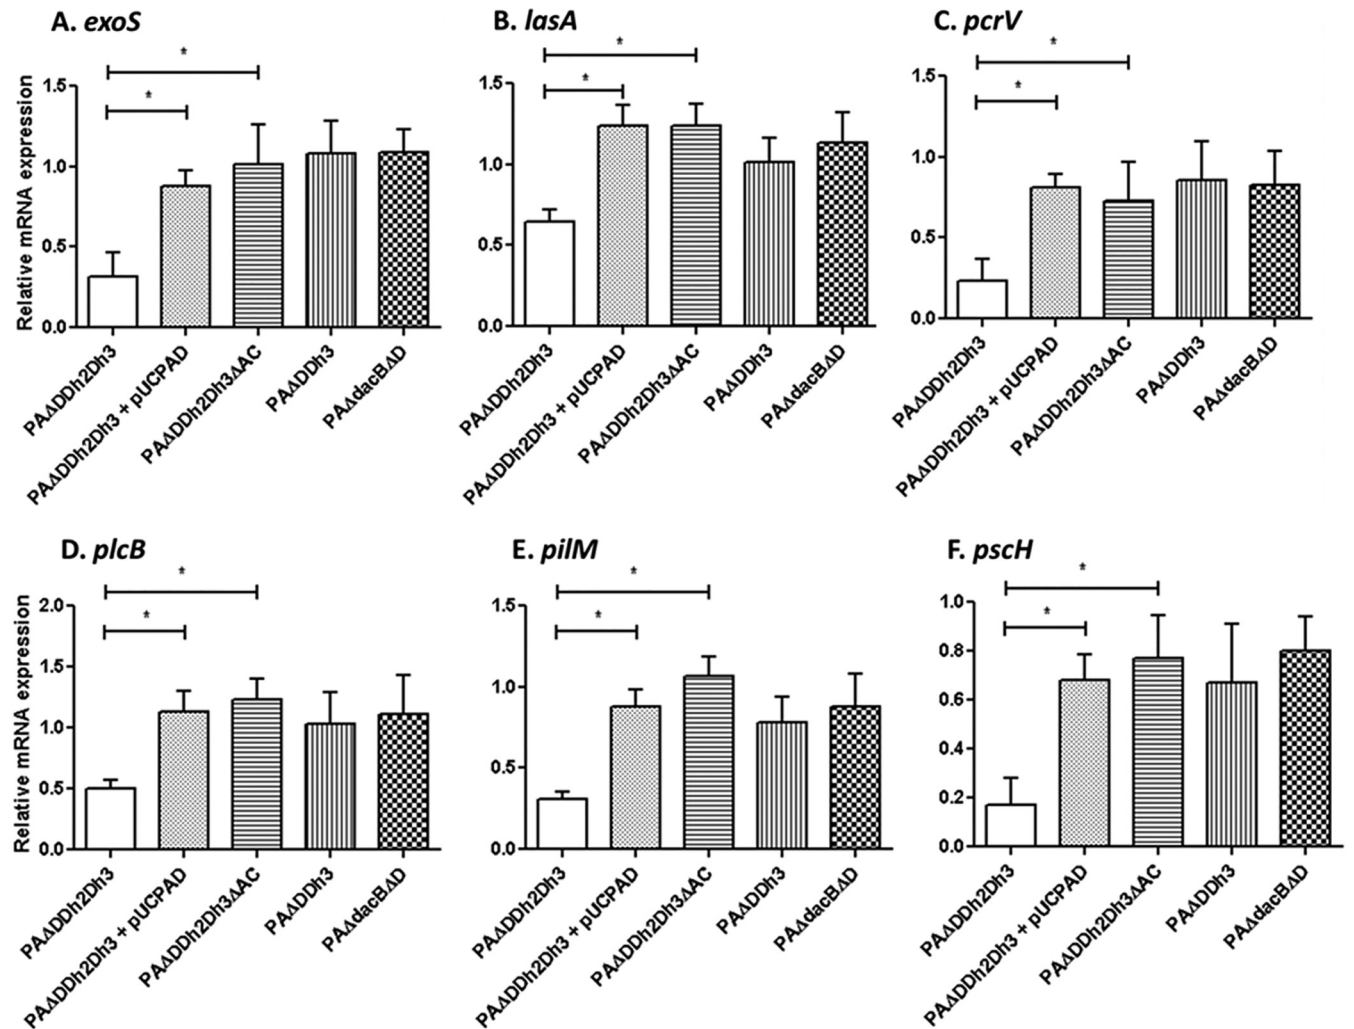 A. exoS
*
*
Relative mRNA expression
1.5
1.0
0.5
0.0
PAΔDDh2Dh3
PAΔDDh2Dh3 + pUCPAD
PAΔDDh2Dh3ΔAC
PAΔDDh3
PAΔdacBΔD
B. lasA
*
*
1.5
1.0
0.5
0.0
PAΔDDh2Dh3
PAΔDDh2Dh3 + pUCPAD
PAΔDDh2Dh3ΔAC
PAΔDDh3
PAΔdacBΔD
C. pcrV
*
*
1.5
1.0
0.5
0.0
PAΔDDh2Dh3
PAΔDDh2Dh3 + pUCPAD
PAΔDDh2Dh3ΔAC
PAΔDDh3
PAΔdacBΔD
D. plcB
*
*
Relative mRNA expression
2.0
1.5
1.0
0.5
0.0
PAΔDDh2Dh3
PAΔDDh2Dh3 + pUCPAD
PAΔDDh2Dh3ΔAC
PAΔDDh3
PAΔdacBΔD
E. pilM
*
*
1.5
1.0
0.5
0.0
PAΔDDh2Dh3
PAΔDDh2Dh3 + pUCPAD
PAΔDDh2Dh3ΔAC
PAΔDDh3
PAΔdacBΔD
F. pscH
*
*
1.0
0.8
0.6
0.4
0.2
0.0
PAΔDDh2Dh3
PAΔDDh2Dh3 + pUCPAD
PAΔDDh2Dh3ΔAC
PAΔDDh3
PAΔdacBΔD